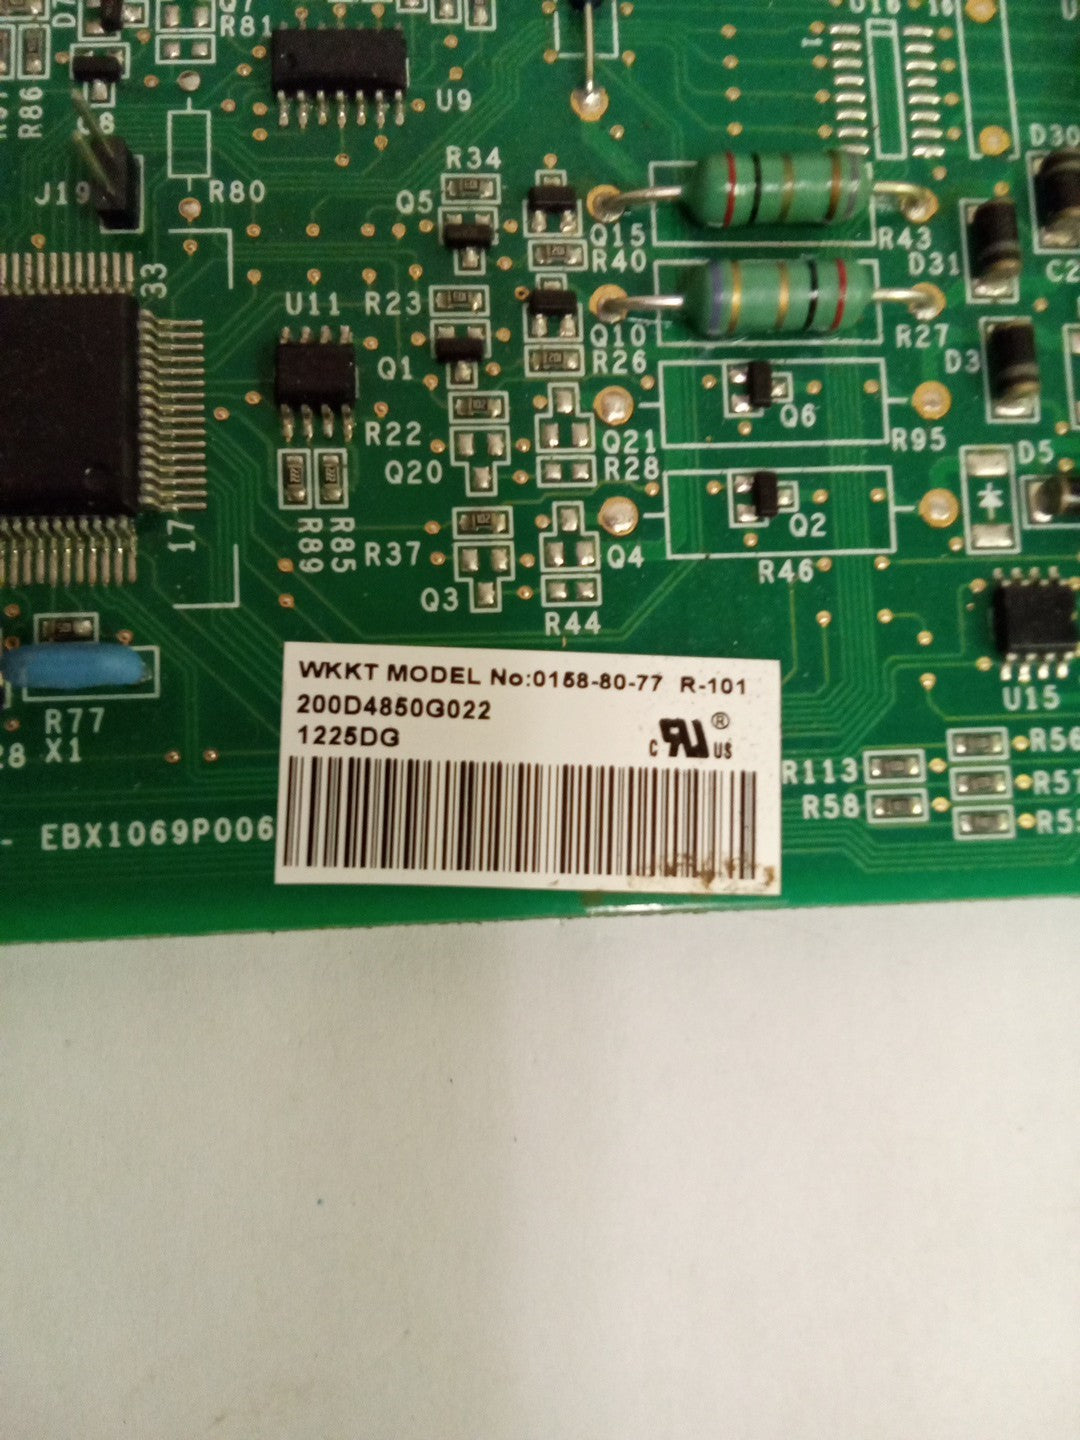 R81
U9
R86
J19
R80
R34
Q5
Q15
R40
R43
D30
D31
33
U11
R23
Q10
R26
R27
Q1
D3
Q6
R22
Q21
R95
Q20
R28
D5
Q2
17
R89
R85
R37
Q4
R46
Q3
R44
U15
WKKT MODEL No:0158-80-77 R-101
200D4850G022
1225DG
C RU ® US
R77
X1
R56
R113
R57
R58
- EBX1069P006